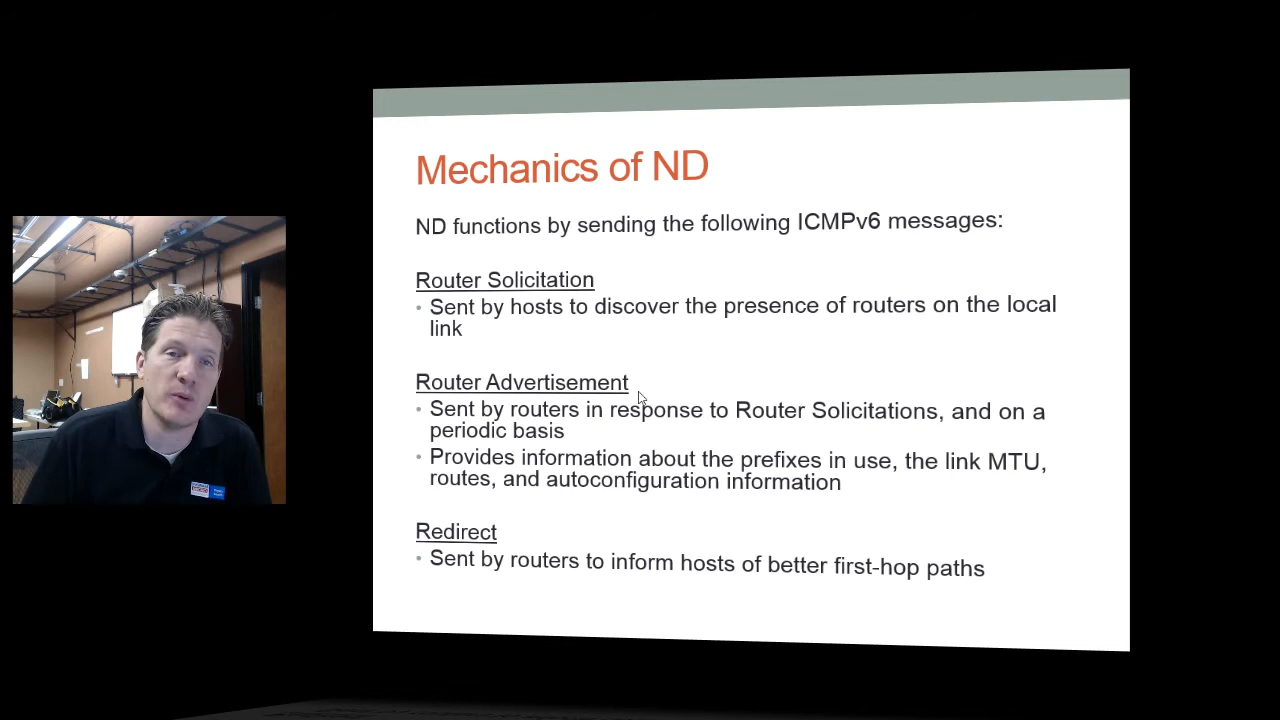 Mechanics of ND
ND functions by sending the following ICMPv6 messages:
Router Solicitation
• Sent by hosts to discover the presence of routers on the local
link
Router Advertisement
• Sent by routers in response to Router Solicitations, and on a
periodic basis
• Provides information about the prefixes in use, the link MTU,
routes, and autoconfiguration information
Redirect
• Sent by routers to inform hosts of better first-hop paths